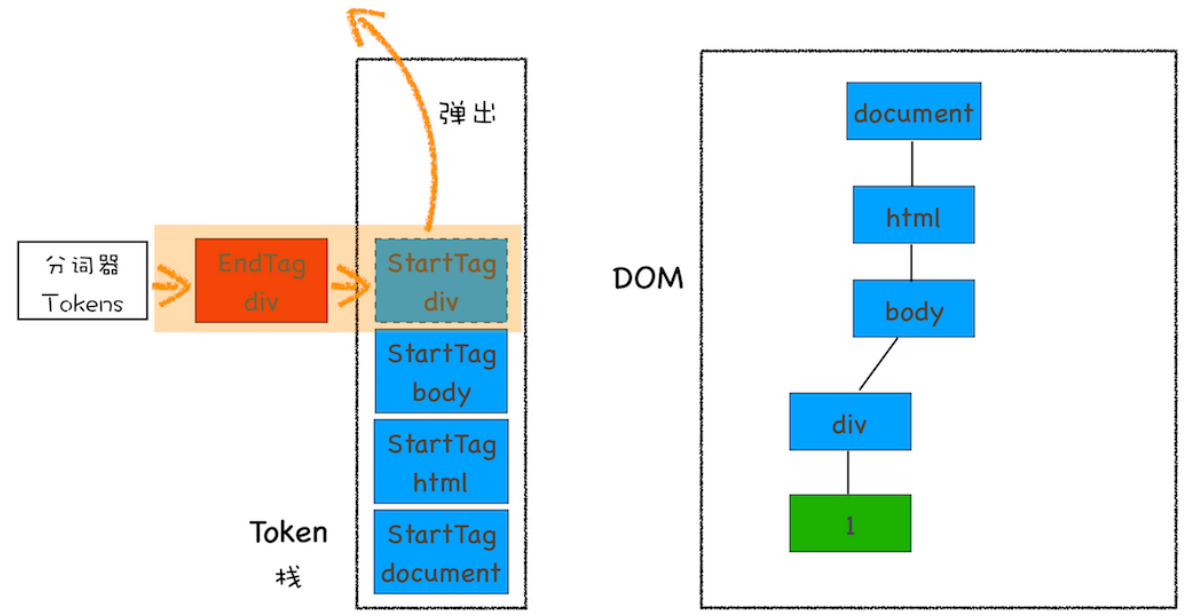 弹出
分词器
Tokens
EndTag
div
StartTag
div
StartTag
body
StartTag
html
StartTag
document
Token
栈
DOM
document
html
body
div
1